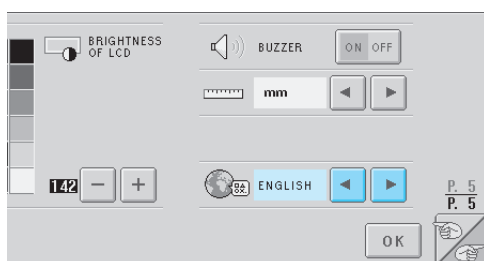 BRIGHTNESS
OF LCD
BUZZER
ON OFF
mm
142
ENGLISH
P. 5
P. 5
OK